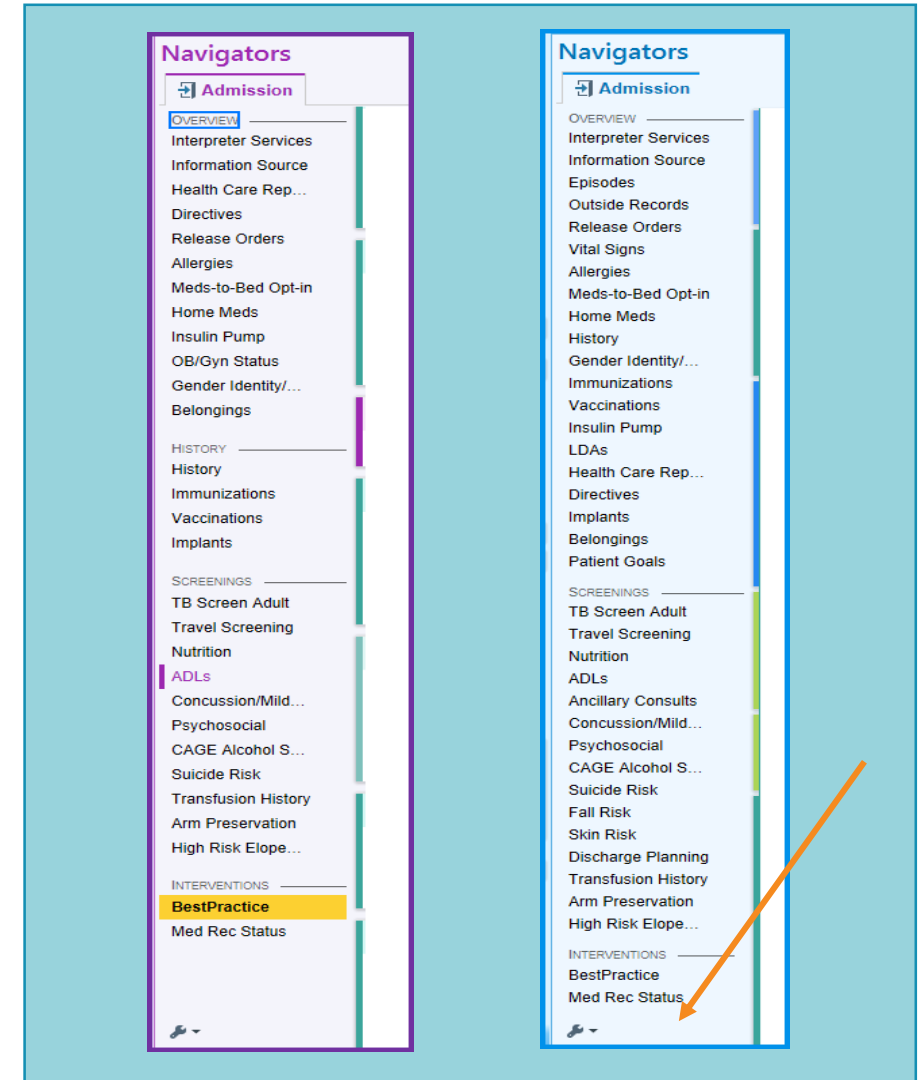 Navigators
Admission
OVERVIEW
Interpreter Services
Information Source
Health Care Rep...
Directives
Release Orders
Allergies
Meds-to-Bed Opt-in
Home Meds
Insulin Pump
OB/Gyn Status
Gender Identity/...
Belongings
HISTORY
History
Immunizations
Vaccinations
Implants
SCREENINGS
TB Screen Adult
Travel Screening
Nutrition
ADLs
Concussion/Mild...
Psychosocial
CAGE Alcohol S...
Suicide Risk
Transfusion History
Arm Preservation
High Risk Elope...
INTERVENTIONS
BestPractice
Med Rec Status
Navigators
Admission
OVERVIEW
Interpreter Services
Information Source
Episodes
Outside Records
Release Orders
Vital Signs
Allergies
Meds-to-Bed Opt-in
Home Meds
History
Gender Identity/...
Immunizations
Vaccinations
Insulin Pump
LDAs
Health Care Rep...
Directives
Implants
Belongings
Patient Goals
SCREENINGS
TB Screen Adult
Travel Screening
Nutrition
ADLs
Ancillary Consults
Concussion/Mild...
Psychosocial
CAGE Alcohol S...
Suicide Risk
Fall Risk
Skin Risk
Discharge Planning
Transfusion History
Arm Preservation
High Risk Elope...
INTERVENTIONS
BestPractice
Med Rec Status